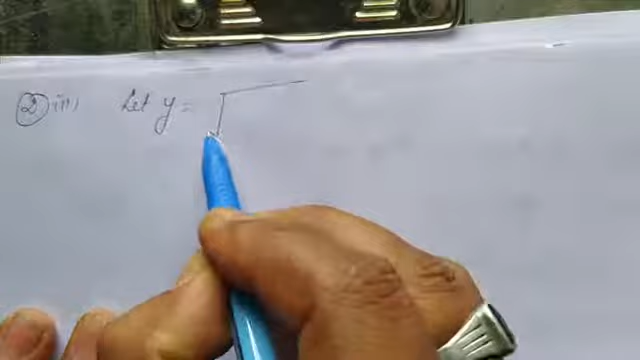 ② iii) Let y = √